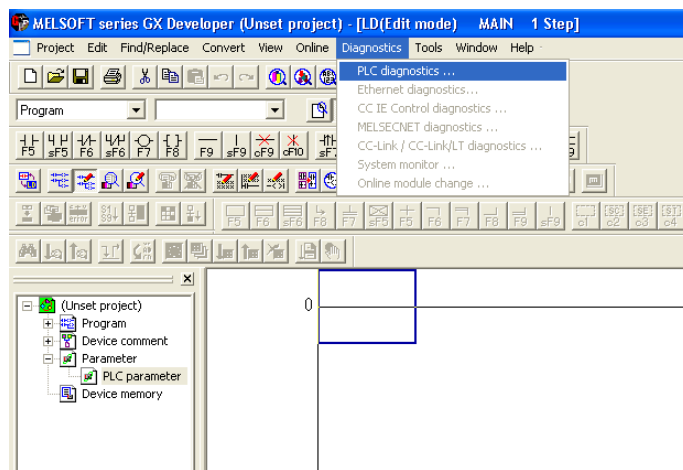 MELSOFT series GX Developer (Unset project) - [LD(Edit mode) MAIN 1 Step]
Project Edit Find/Replace Convert View Online Diagnostics Tools Window Help
PLC diagnostics ...
Ethernet diagnostics...
CC IE Control diagnostics ...
MELSECNET diagnostics ...
CC-Link / CC-Link/LT diagnostics ...
System monitor ...
Online module change ...
Program
F5 sF5 F6 sF6 F7 F8 F9 sF9 cF9 cF10
F5 F6 sF6 F8 F7 sF5 F5 F7 F8 F9 sF9 c1 c2 c3 c4
0
(Unset project)
Program
Device comment
Parameter
PLC parameter
Device memory